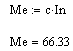 Me := c·In
Me = 66.33